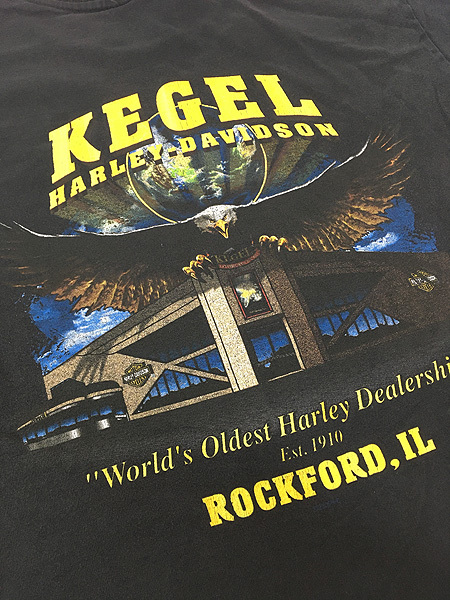 KEGEL
HARLEY-DAVIDSON
"World's Oldest Harley Dealershi
Est. 1910
ROCKFORD, IL